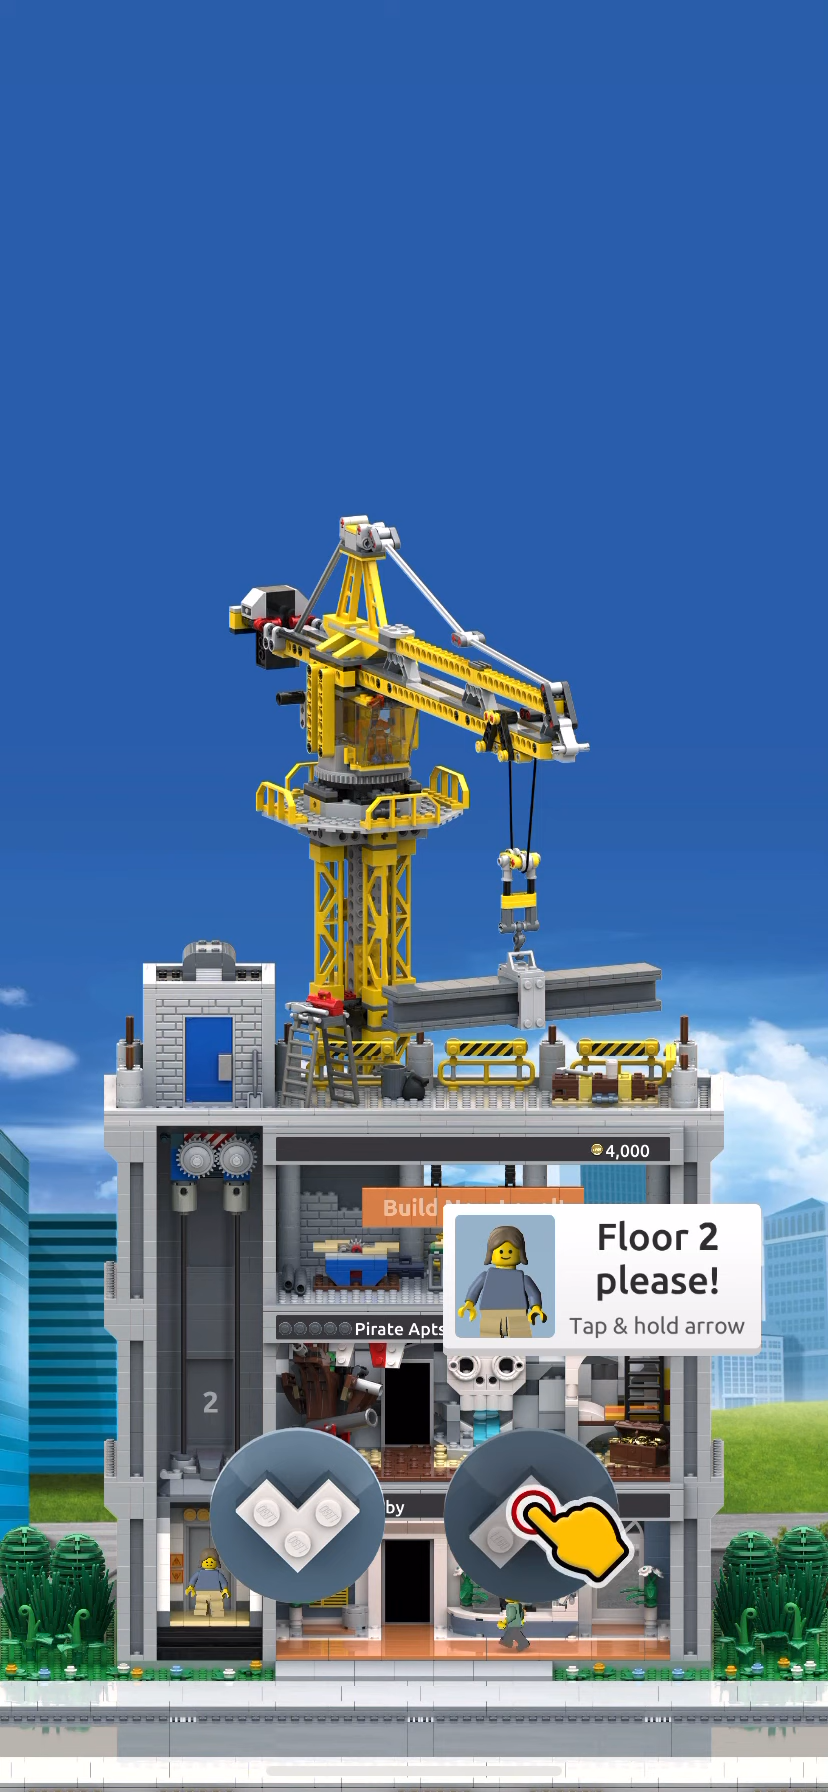 4,000
Build
Floor 2
please!
Tap & hold arrow
Pirate Apts
2
by